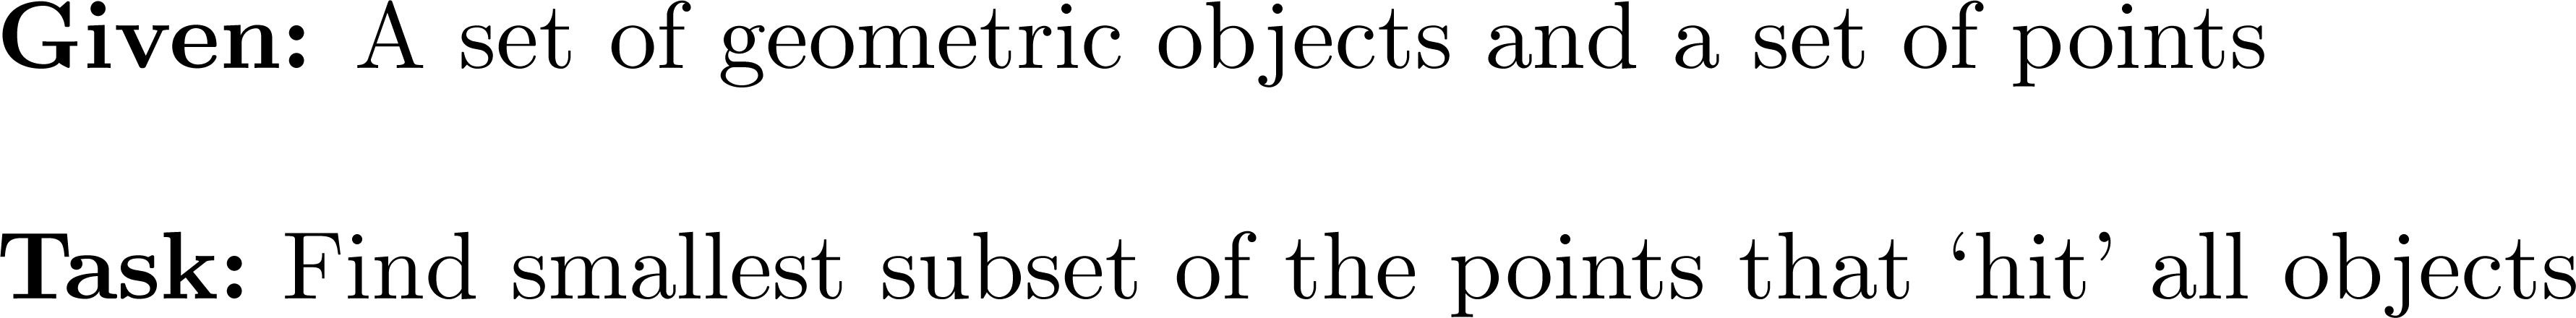 Given: A set of geometric objects and a set of points
Task: Find smallest subset of the points that ‘hit’ all objects